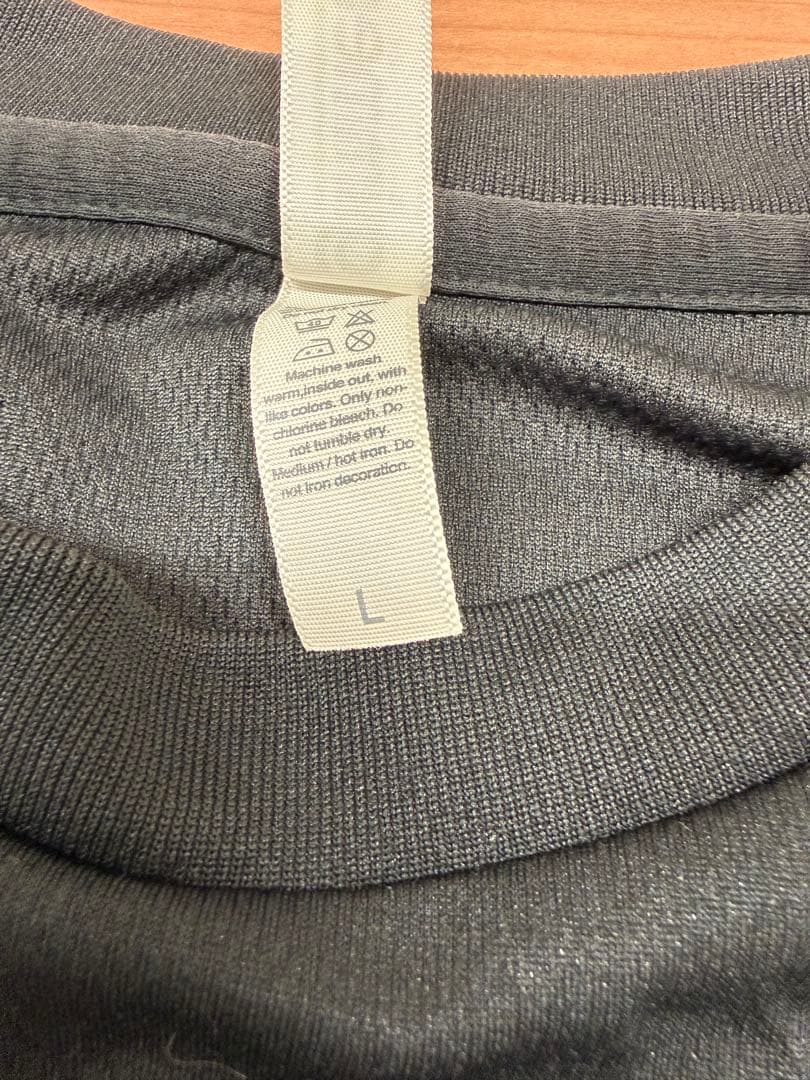 Machine wash
warm,inside out, with
like colors. Only non-
chlorine bleach. Do
not tumble dry.
Medium / hot iron. Do
not iron decoration.
L